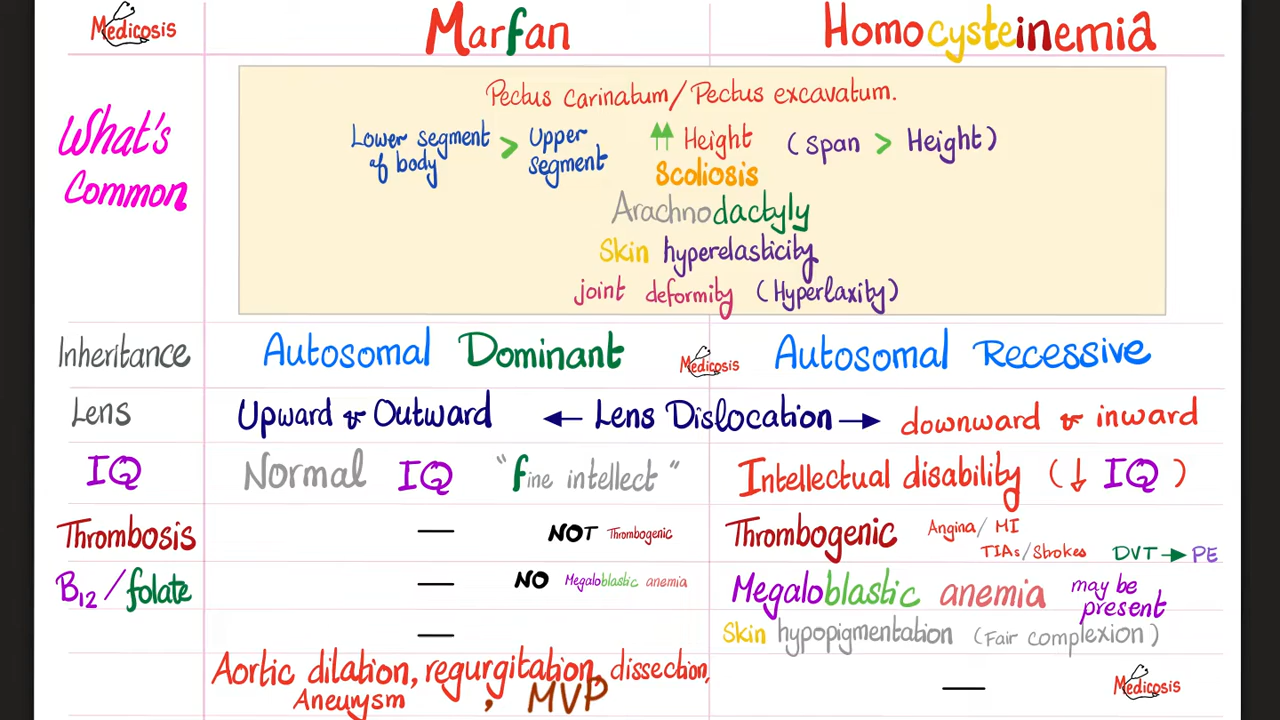 Medicosis
Marfan
Homocysteinemia
What's Common
Pectus carinatum/Pectus excavatum.
Lower segment of body > Upper segment
Height (Span > Height)
Scoliosis
Arachnodactyly
Skin hyperelasticity
joint deformity (Hyperlaxity)
Inheritance
Autosomal Dominant
Medicosis
Autosomal Recessive
Lens
Upward & Outward ← Lens Dislocation → downward & inward
IQ
Normal IQ "fine intellect"
Intellectual disability (↓ IQ)
Thrombosis
— NOT Thrombogenic
Thrombogenic Angina/MI
TIAs/Strokes DVT → PE
B12/folate
— NO Megaloblastic anemia
Megaloblastic anemia may be present
—
Skin hypopigmentation (Fair complexion)
Aortic dilation, regurgitation, dissection,
Aneurysm, MVP
—
Medicosis